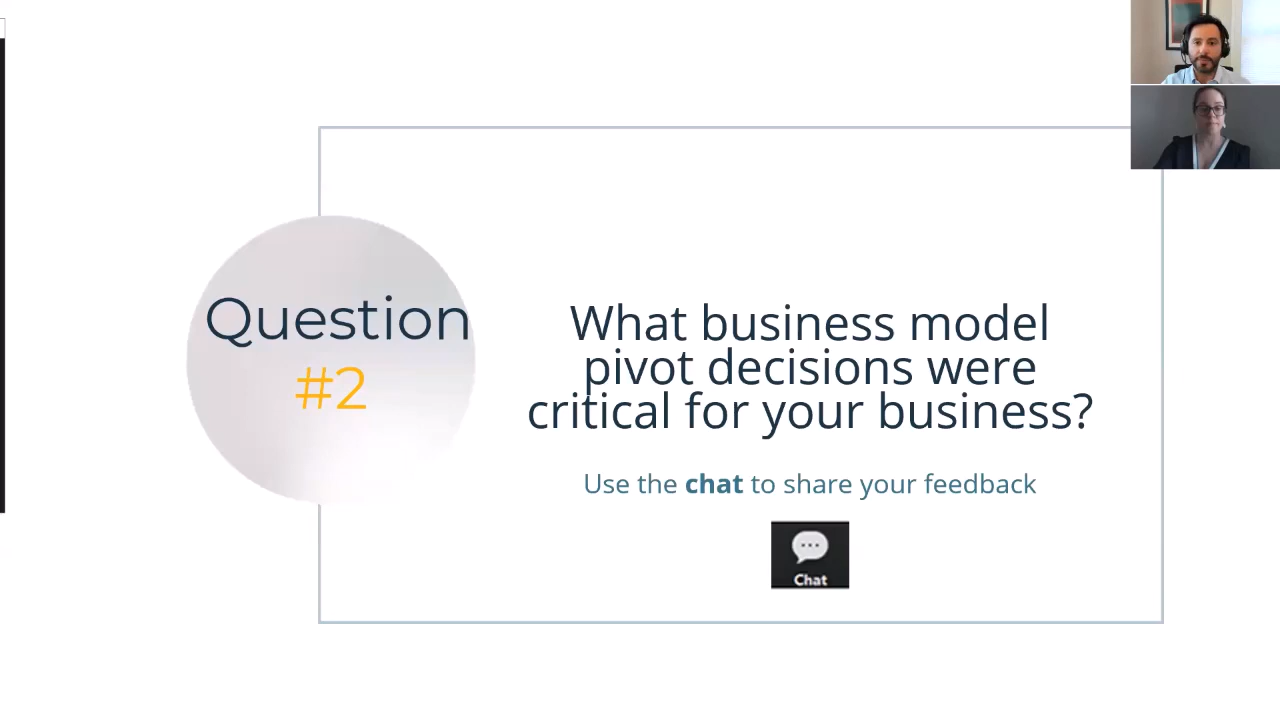 Question
#2
What business model
pivot decisions were
critical for your business?
Use the chat to share your feedback
Chat